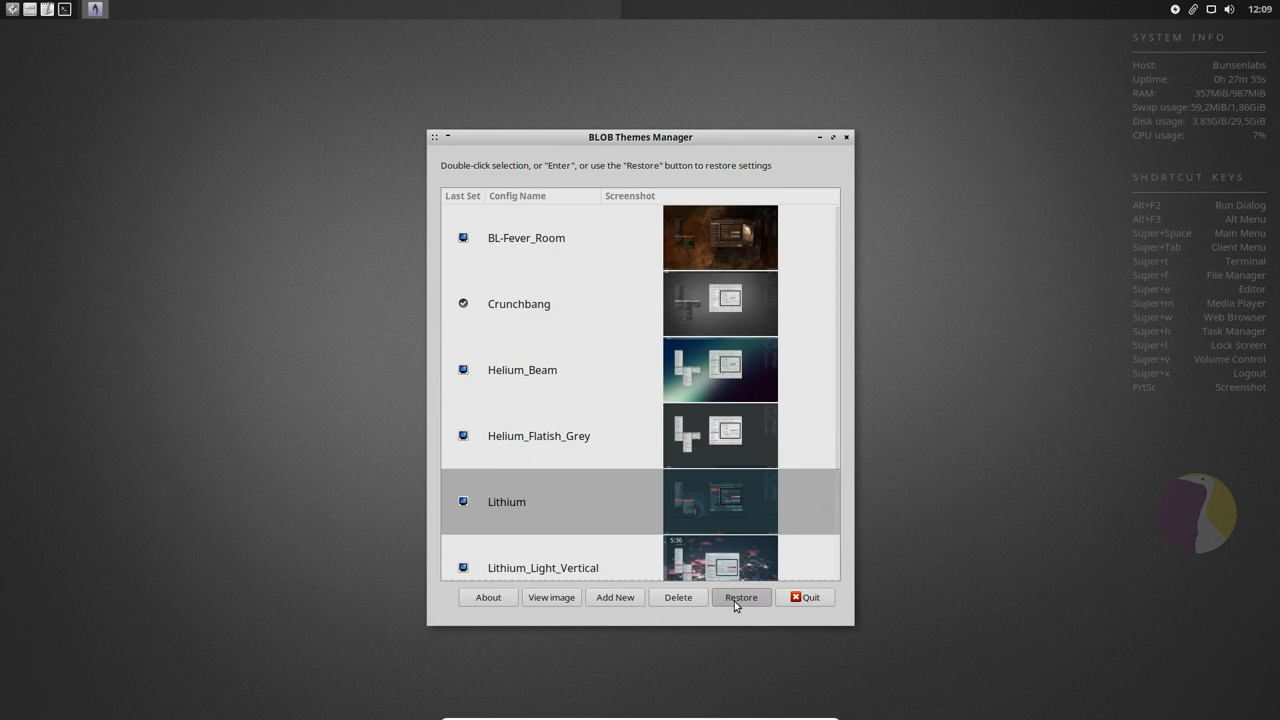 12:09
SYSTEM INFO
Host: Bunsenlabs
Uptime: 0h 27m 55s
RAM: 357MiB/987MiB
Swap usage:59,2MiB/1,86GiB
Disk usage: 3,83GiB/29,5GiB
CPU usage: 7%
SHORTCUT KEYS
Alt+F2 Run Dialog
Alt+F3 Alt Menu
Super+Space Main Menu
Super+Tab Client Menu
Super+t Terminal
Super+f File Manager
Super+e Editor
Super+m Media Player
Super+w Web Browser
Super+h Task Manager
Super+l Lock Screen
Super+v Volume Control
Super+x Logout
PrtSc Screenshot
BLOB Themes Manager
Double-click selection, or "Enter", or use the "Restore" button to restore settings
Last Set Config Name Screenshot
BL-Fever_Room
Crunchbang
Helium_Beam
Helium_Flatish_Grey
Lithium
5:36
Lithium_Light_Vertical
About View image Add New Delete Restore Quit